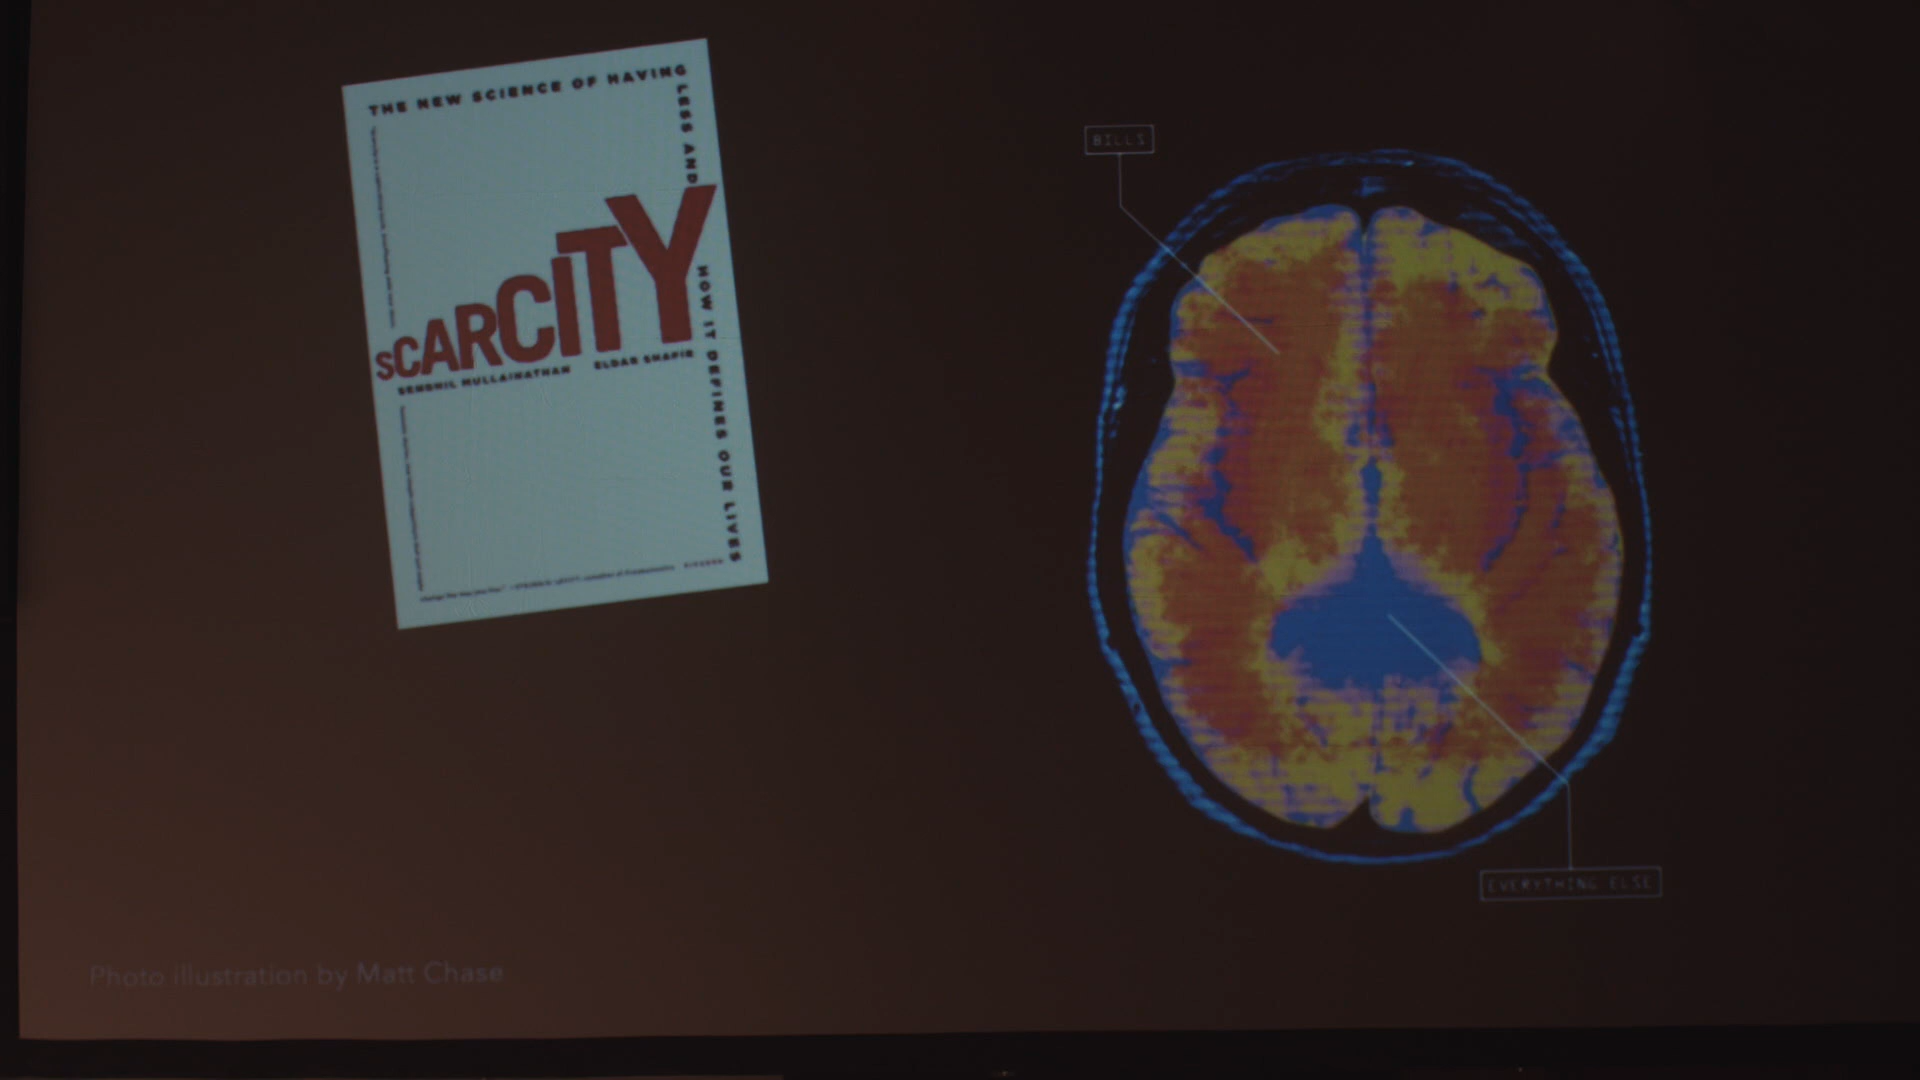 THE NEW SCIENCE OF HAVING
LESS AND
HOW IT DEFINES OUR LIVES
SCARCITY
SENDHIL MULLAINATHAN ELDAR SHAFIR
BILLS
EVERYTHING ELSE
Photo illustration by Matt Chase